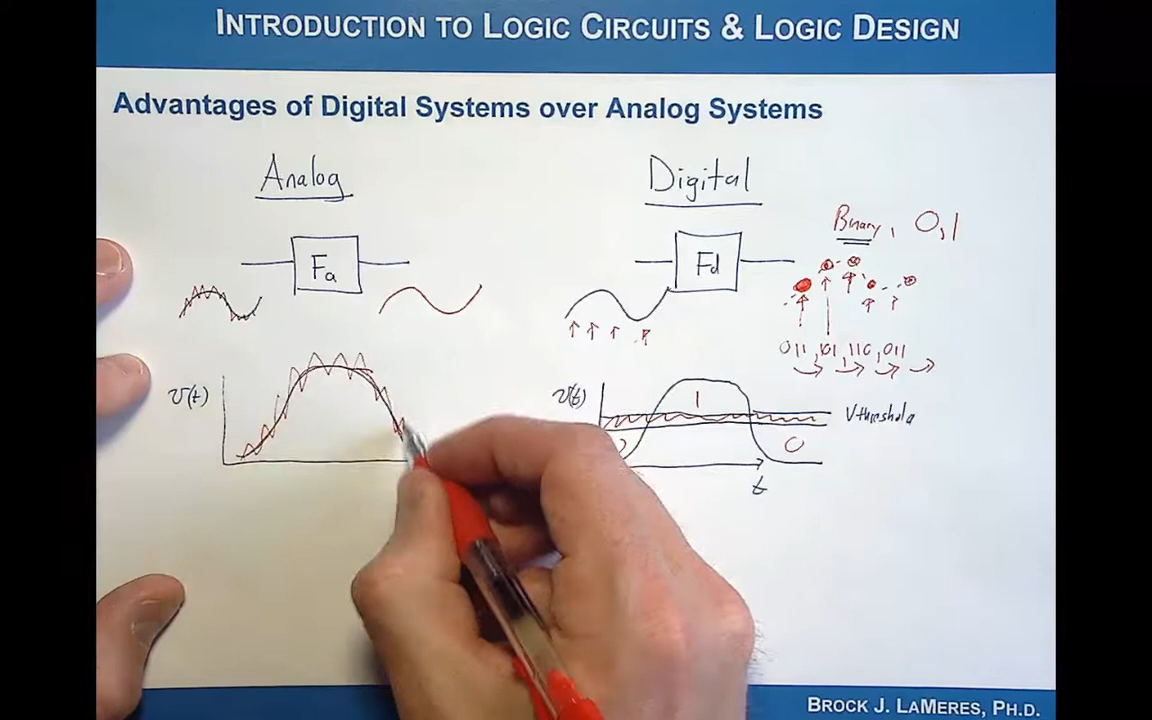 INTRODUCTION TO LOGIC CIRCUITS & LOGIC DESIGN
Advantages of Digital Systems over Analog Systems
Analog
Digital
Binary, 0,1
Fa
Fd
011, 101, 110, 011
v(t)
v(t)
1
Vthreshold
0
t
BROCK J. LAMERES, PH.D.